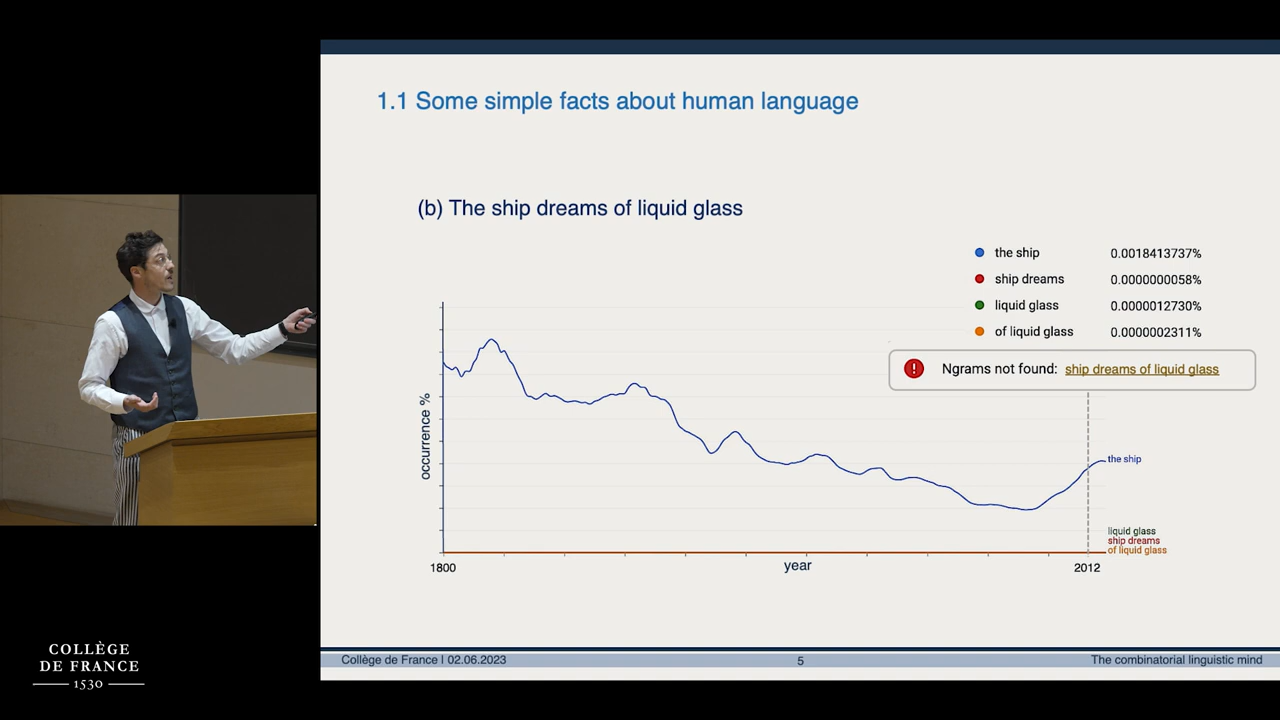 1.1 Some simple facts about human language
(b) The ship dreams of liquid glass
the ship 0.0018413737%
ship dreams 0.0000000058%
liquid glass 0.0000012730%
of liquid glass 0.0000002311%
Ngrams not found: ship dreams of liquid glass
occurrence %
the ship
liquid glass
ship dreams
of liquid glass
1800
year
2012
Collège de France I 02.06.2023
5
The combinatorial linguistic mind
COLLÈGE
DE FRANCE
1530